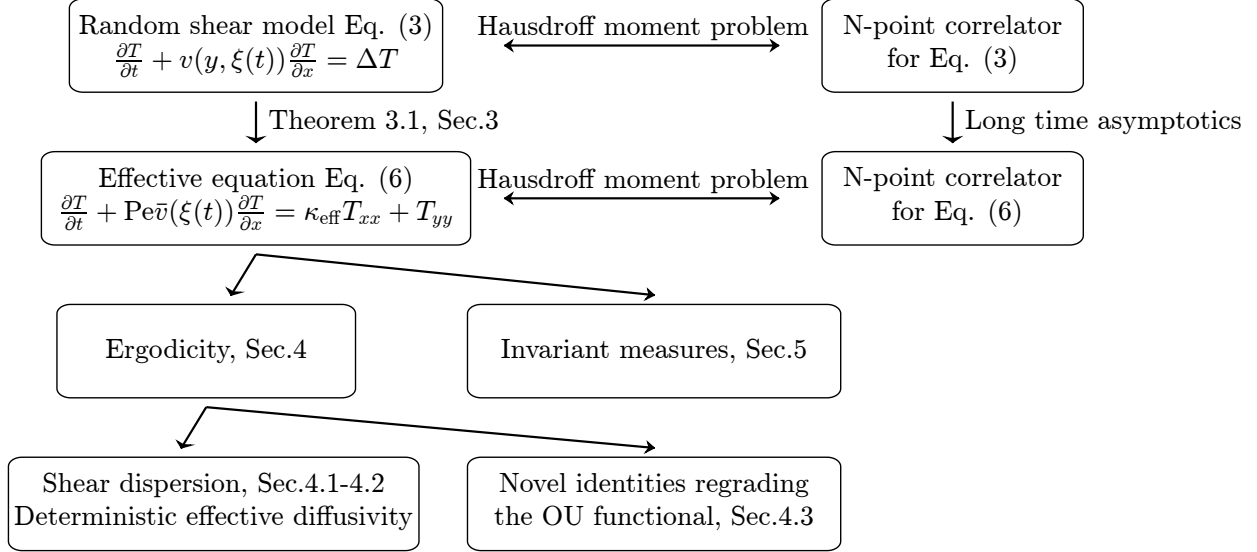 Random shear model Eq. (3)
∂T/∂t + v(y, ξ(t)) ∂T/∂x = ΔT
Hausdroff moment problem
N-point correlator
for Eq. (3)
Theorem 3.1, Sec.3
Long time asymptotics
Effective equation Eq. (6)
∂T/∂t + Pev̄(ξ(t)) ∂T/∂x = κ_eff T_xx + T_yy
Hausdroff moment problem
N-point correlator
for Eq. (6)
Ergodicity, Sec.4
Invariant measures, Sec.5
Shear dispersion, Sec.4.1-4.2
Deterministic effective diffusivity
Novel identities regrading
the OU functional, Sec.4.3